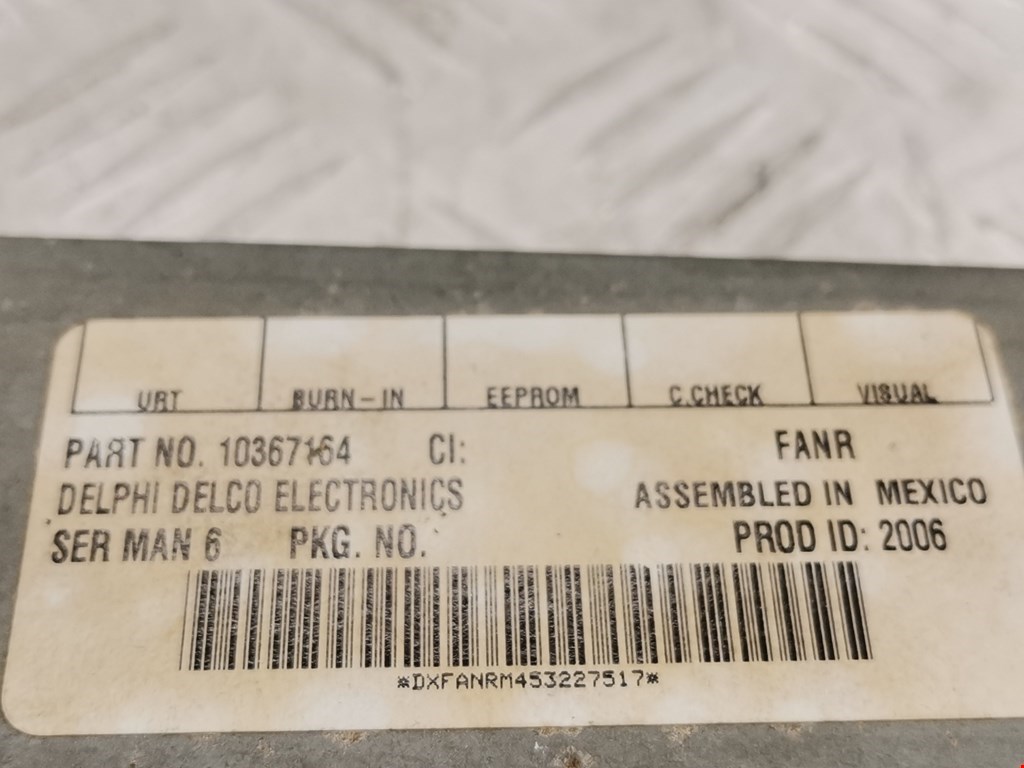 URT BURN-IN EEPROM C.CHECK VISUAL
PART NO. 10367164 CI: FANR
DELPHI DELCO ELECTRONICS ASSEMBLED IN MEXICO
SER MAN 6 PKG. NO. PROD ID: 2006
*DXFANRM453227517*